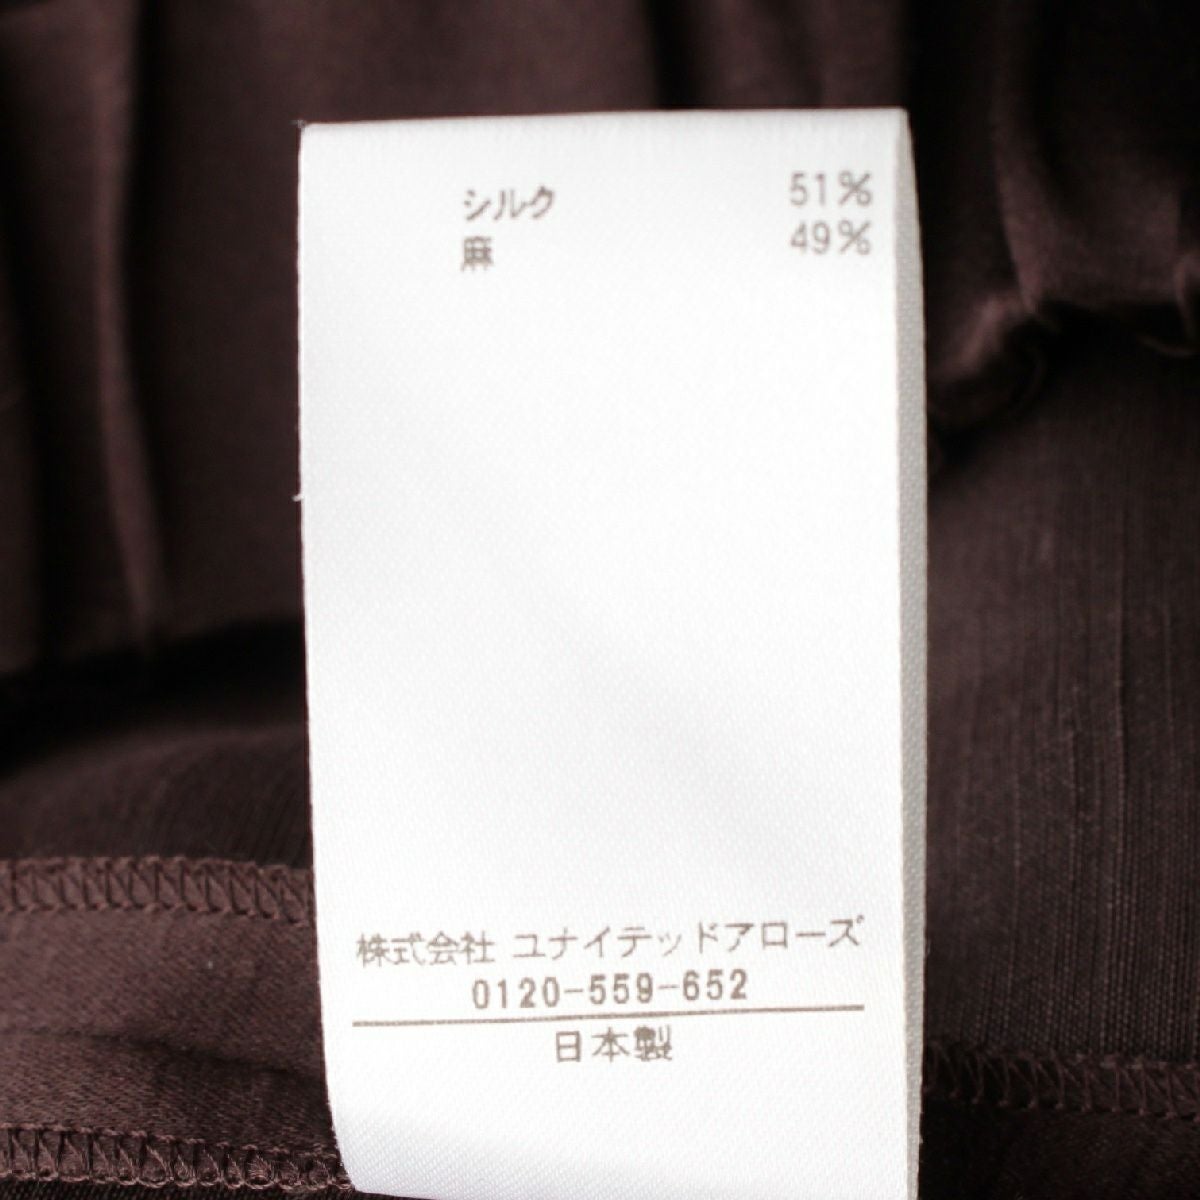 シルク 51%
麻 49%
株式会社 ユナイテッドアローズ
0120-559-652
日本製